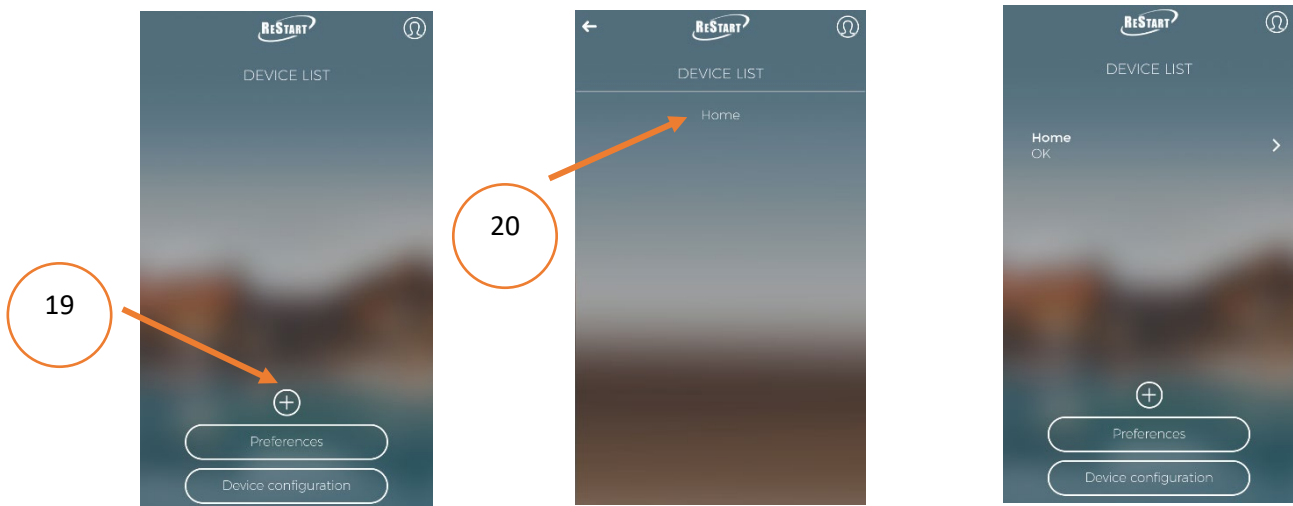 RESTART
DEVICE LIST
19
Preferences
Device configuration
RESTART
DEVICE LIST
Home
20
RESTART
DEVICE LIST
Home
OK
Preferences
Device configuration